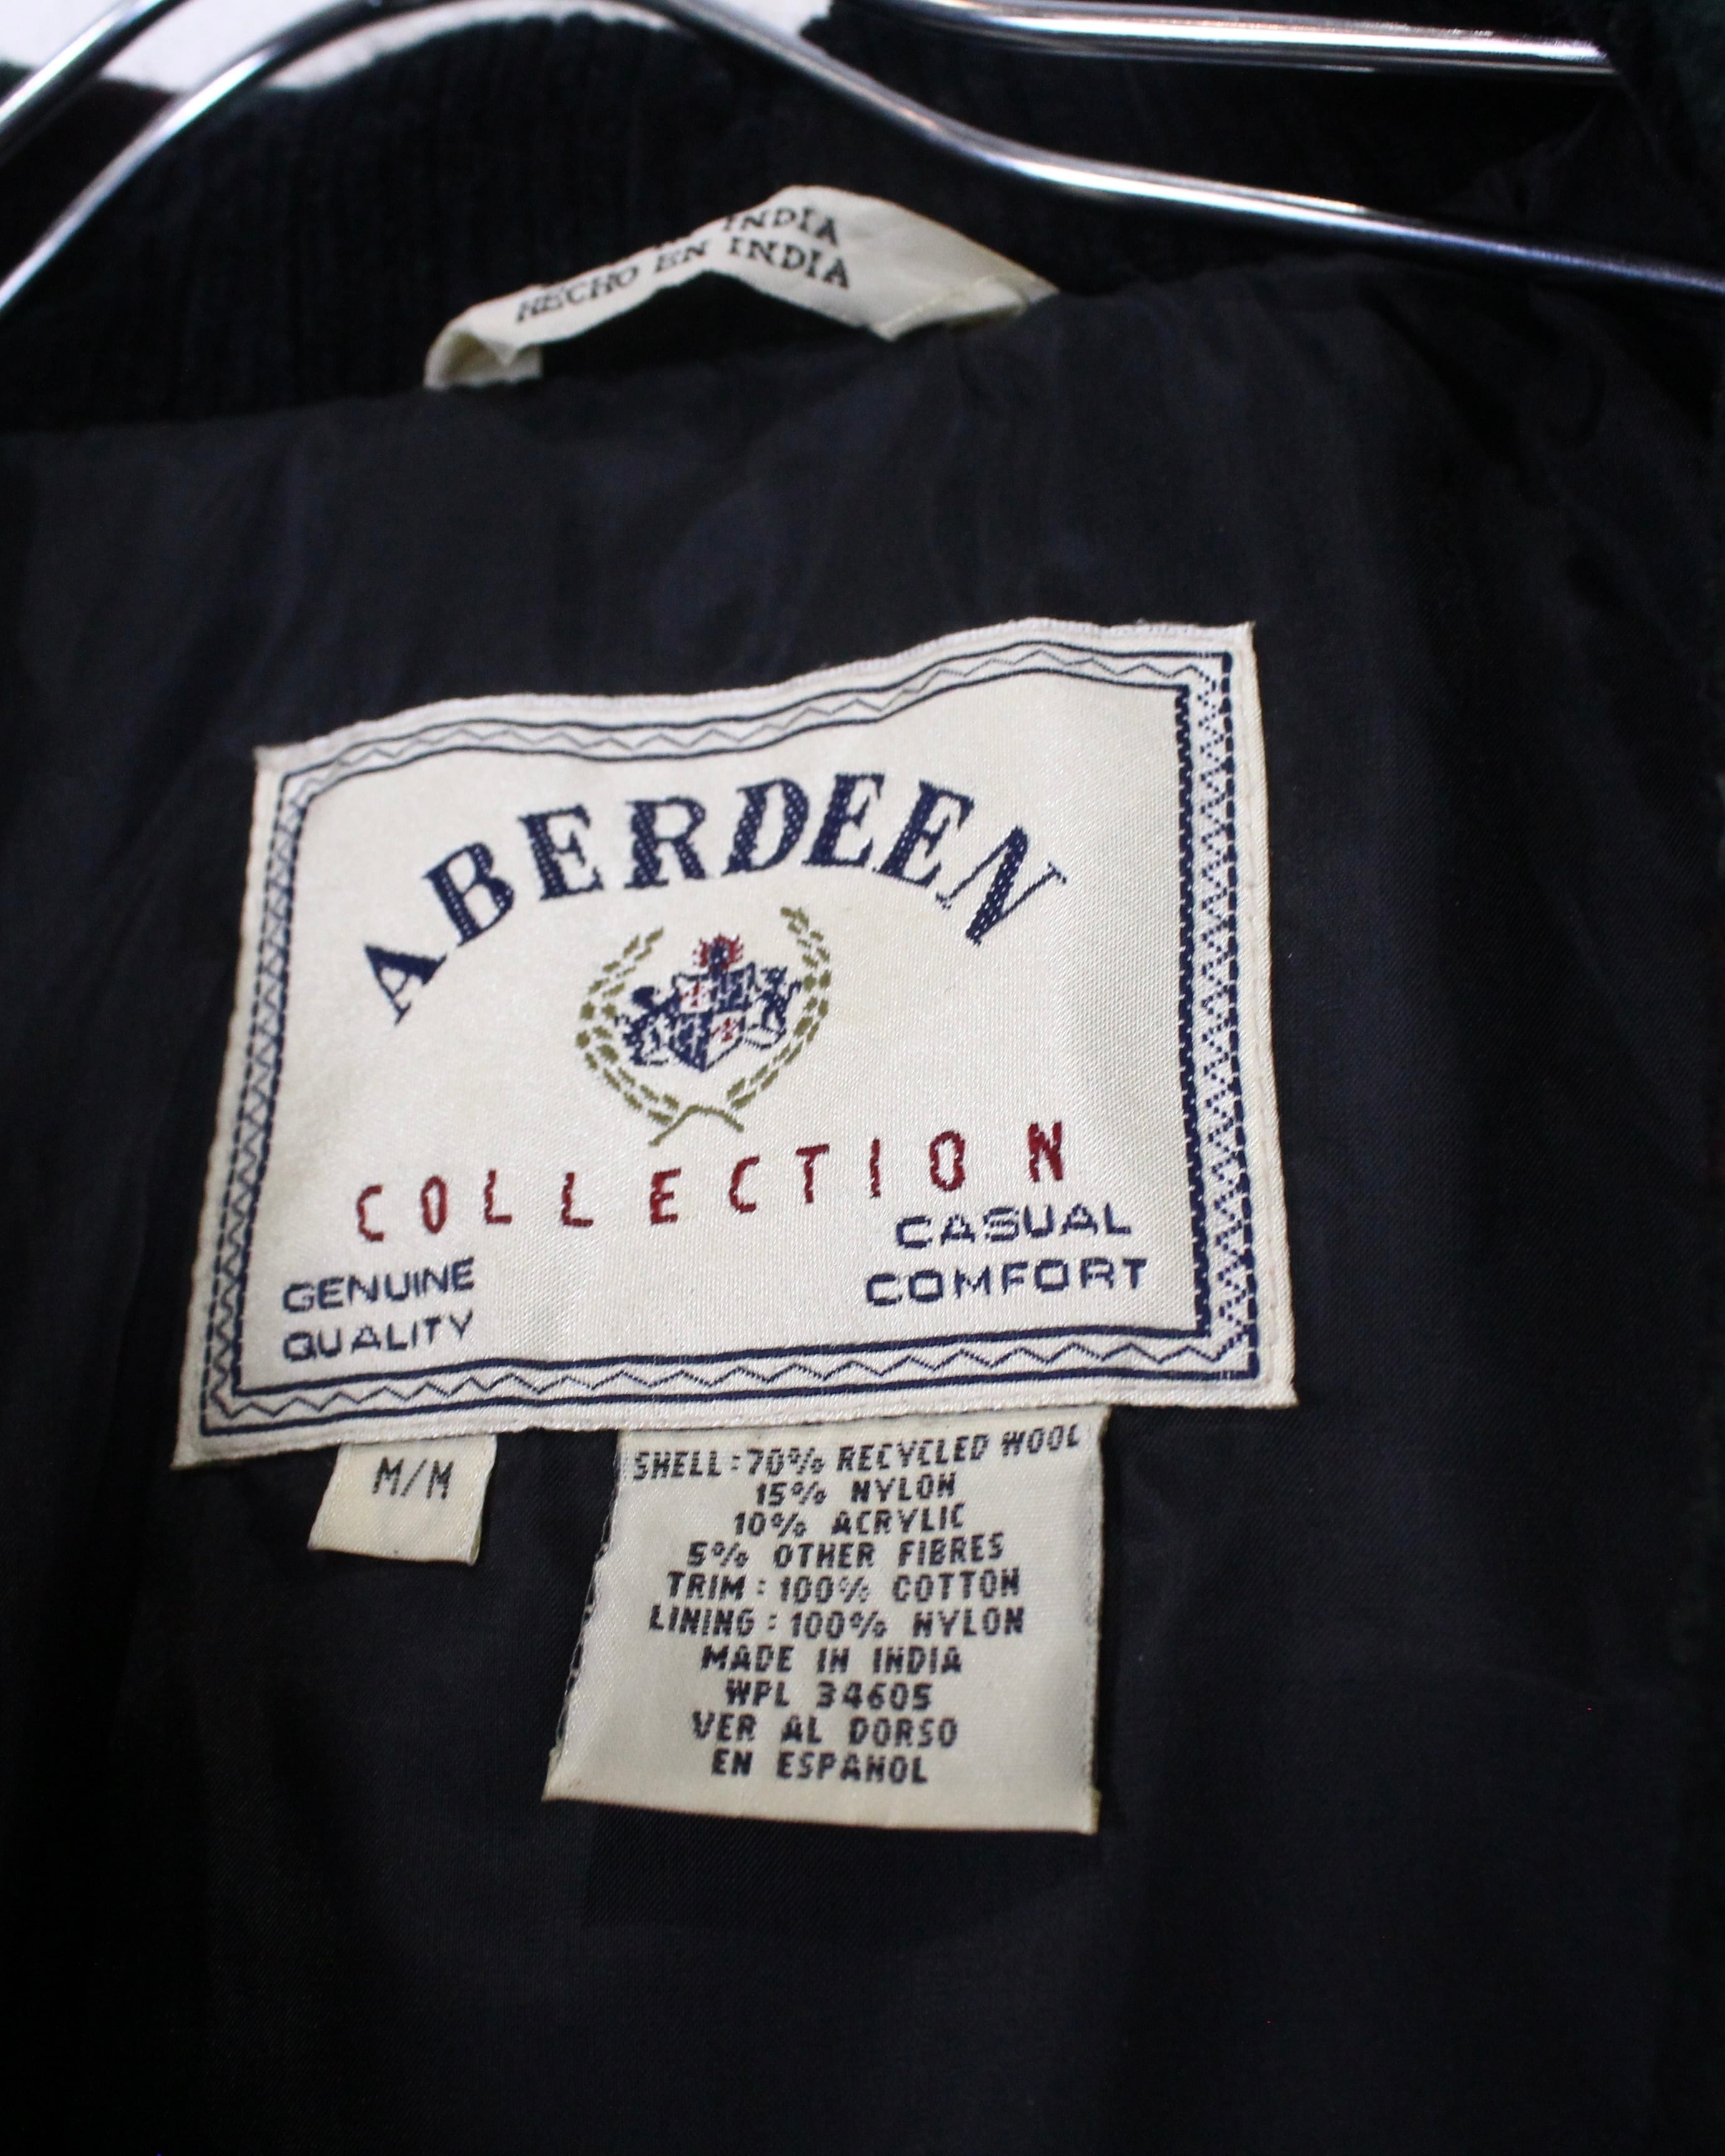 INDIA
HECHO EN INDIA
ABERDEEN
COLLECTION
GENUINE
QUALITY
CASUAL
COMFORT
M/M
SHELL:70% RECYCLED WOOL
15% NYLON
10% ACRYLIC
5% OTHER FIBRES
TRIM: 100% COTTON
LINING: 100% NYLON
MADE IN INDIA
WPL 34605
VER AL DORSO
EN ESPANOL